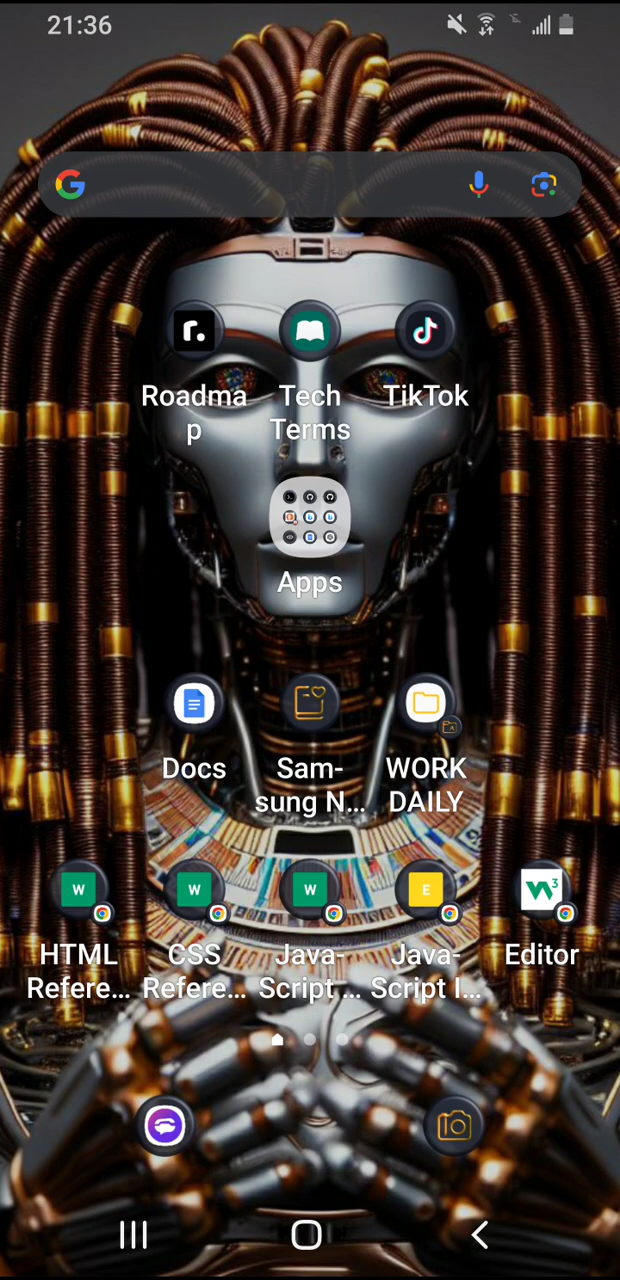 21:36
Roadma
p
Tech
Terms
TikTok
Apps
Docs
Sam-
sung N...
WORK
DAILY
W
HTML
Refere...
W
CSS
Refere...
W
Java-
Script ...
E
Java-
Script I...
W3
Editor